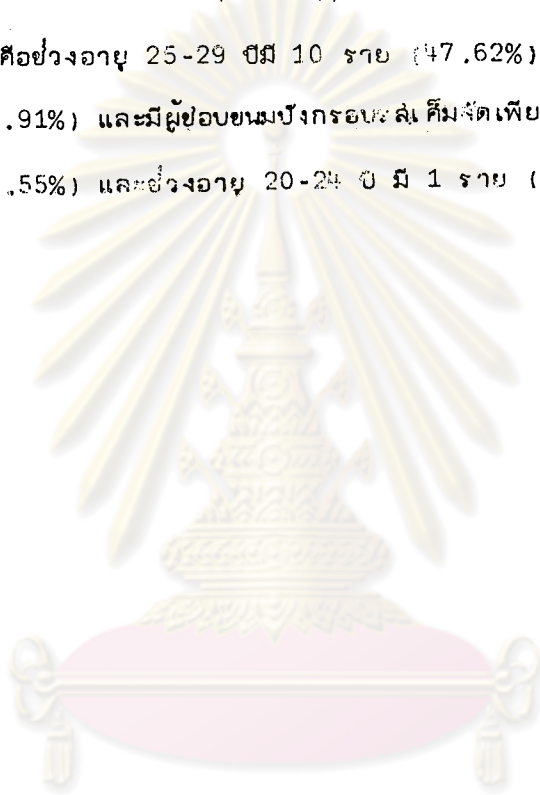 คือช่วงอายุ 25-29 ปีมี 10 ราย (47.62%)
.91%) และมีผู้ชอบขนมปังกรอบรสเค็มจัดเพีย
.55%) และช่วงอายุ 20-24 ปี มี 1 ราย (